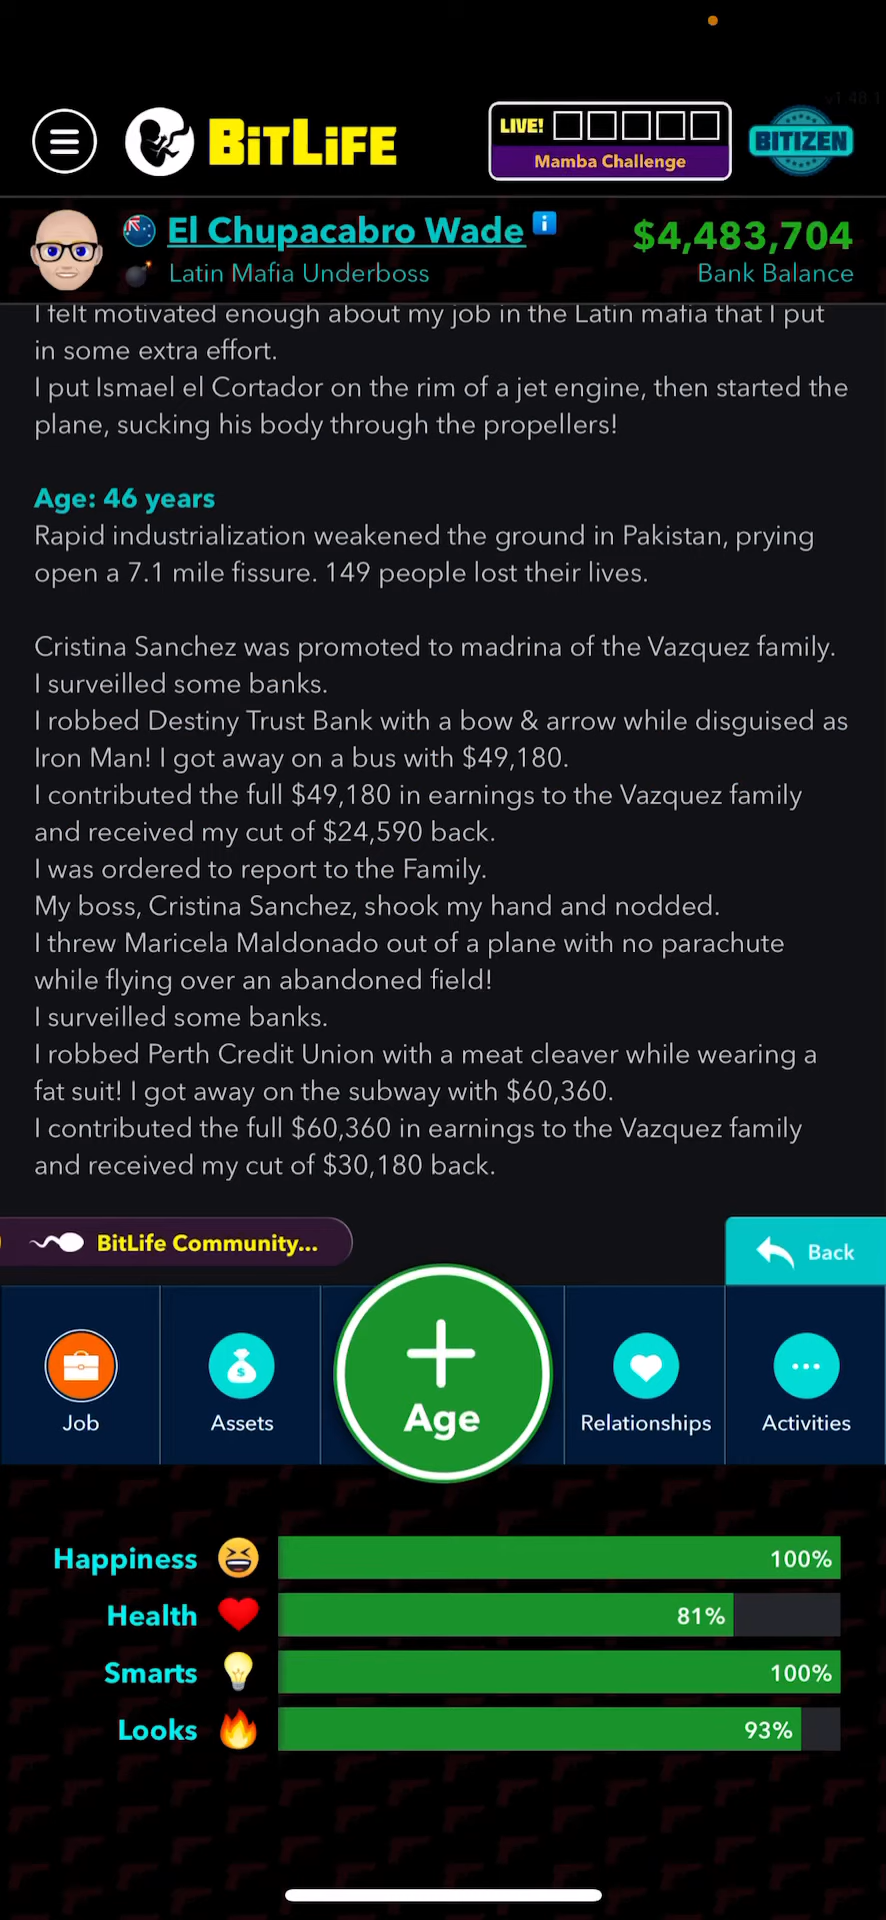 v1.48.1
BiTLiFE
LIVE!
Mamba Challenge
BITIZEN
El Chupacabro Wade
$4,483,704
Latin Mafia Underboss
Bank Balance
I felt motivated enough about my job in the Latin mafia that I put
in some extra effort.
I put Ismael el Cortador on the rim of a jet engine, then started the
plane, sucking his body through the propellers!
Age: 46 years
Rapid industrialization weakened the ground in Pakistan, prying
open a 7.1 mile fissure. 149 people lost their lives.
Cristina Sanchez was promoted to madrina of the Vazquez family.
I surveilled some banks.
I robbed Destiny Trust Bank with a bow & arrow while disguised as
Iron Man! I got away on a bus with $49,180.
I contributed the full $49,180 in earnings to the Vazquez family
and received my cut of $24,590 back.
I was ordered to report to the Family.
My boss, Cristina Sanchez, shook my hand and nodded.
I threw Maricela Maldonado out of a plane with no parachute
while flying over an abandoned field!
I surveilled some banks.
I robbed Perth Credit Union with a meat cleaver while wearing a
fat suit! I got away on the subway with $60,360.
I contributed the full $60,360 in earnings to the Vazquez family
and received my cut of $30,180 back.
BitLife Community...
Back
Job
Assets
Age
Relationships
Activities
Happiness
100%
Health
81%
Smarts
100%
Looks
93%